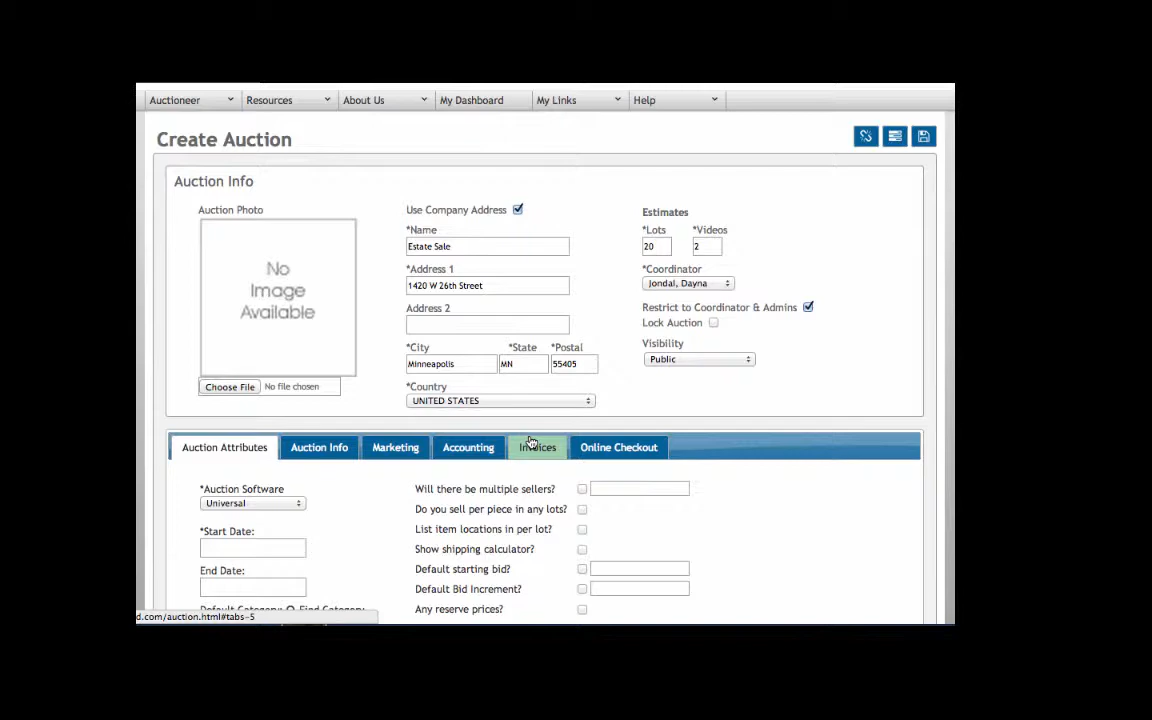 Auctioneer Resources About Us My Dashboard My Links Help
Create Auction
Auction Info
Auction Photo
No
Image
Available
Choose File No file chosen
Use Company Address
*Name
Estate Sale
*Address 1
1420 W 26th Street
Address 2
*City *State *Postal
Minneapolis MN 55405
*Country
UNITED STATES
Estimates
*Lots *Videos
20 2
*Coordinator
Jondal, Dayna
Restrict to Coordinator & Admins
Lock Auction
Visibility
Public
Auction Attributes Auction Info Marketing Accounting Invoices Online Checkout
*Auction Software
Universal
*Start Date:
End Date:
Default Category: Find Category
Will there be multiple sellers?
Do you sell per piece in any lots?
List item locations in per lot?
Show shipping calculator?
Default starting bid?
Default Bid Increment?
Any reserve prices?
d.com/auction.html#tabs-5